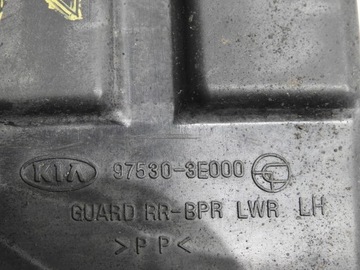 KIA 97530-3E000
GUARD RR-BPR LWR LH
>PP<